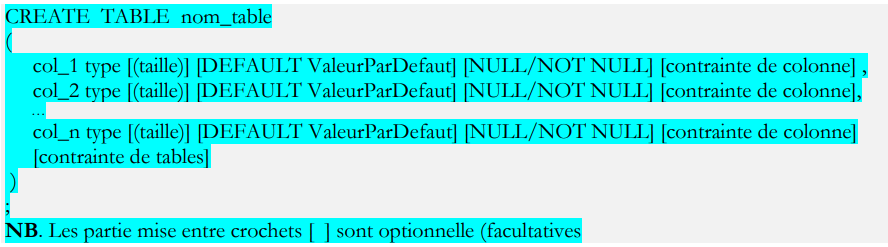 CREATE TABLE nom_table
(
col_1 type [(taille)] [DEFAULT ValeurParDefaut] [NULL/NOT NULL] [contrainte de colonne] ,
col_2 type [(taille)] [DEFAULT ValeurParDefaut] [NULL/NOT NULL] [contrainte de colonne],
...
col_n type [(taille)] [DEFAULT ValeurParDefaut] [NULL/NOT NULL] [contrainte de colonne]
[contrainte de tables]
)
;
NB. Les partie mise entre crochets [ ] sont optionnelle (facultatives